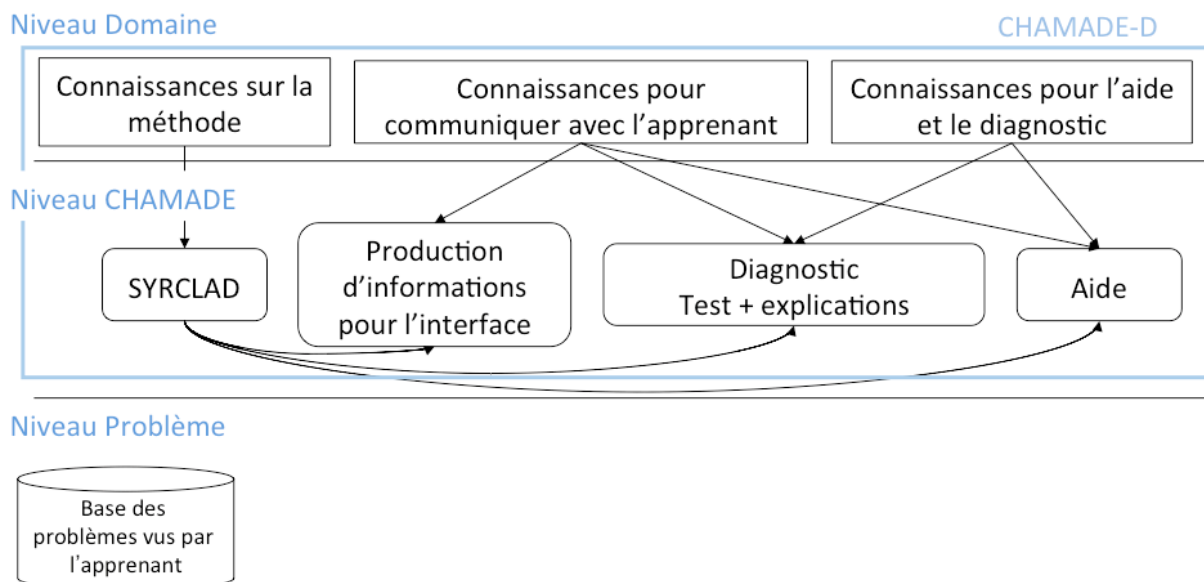 Niveau Domaine
CHAMADE-D
Connaissances sur la
méthode
Connaissances pour
communiquer avec l'apprenant
Connaissances pour l'aide
et le diagnostic
Niveau CHAMADE
SYRCLAD
Production
d'informations
pour l'interface
Diagnostic
Test + explications
Aide
Niveau Problème
Base des
problèmes vus par
l'apprenant